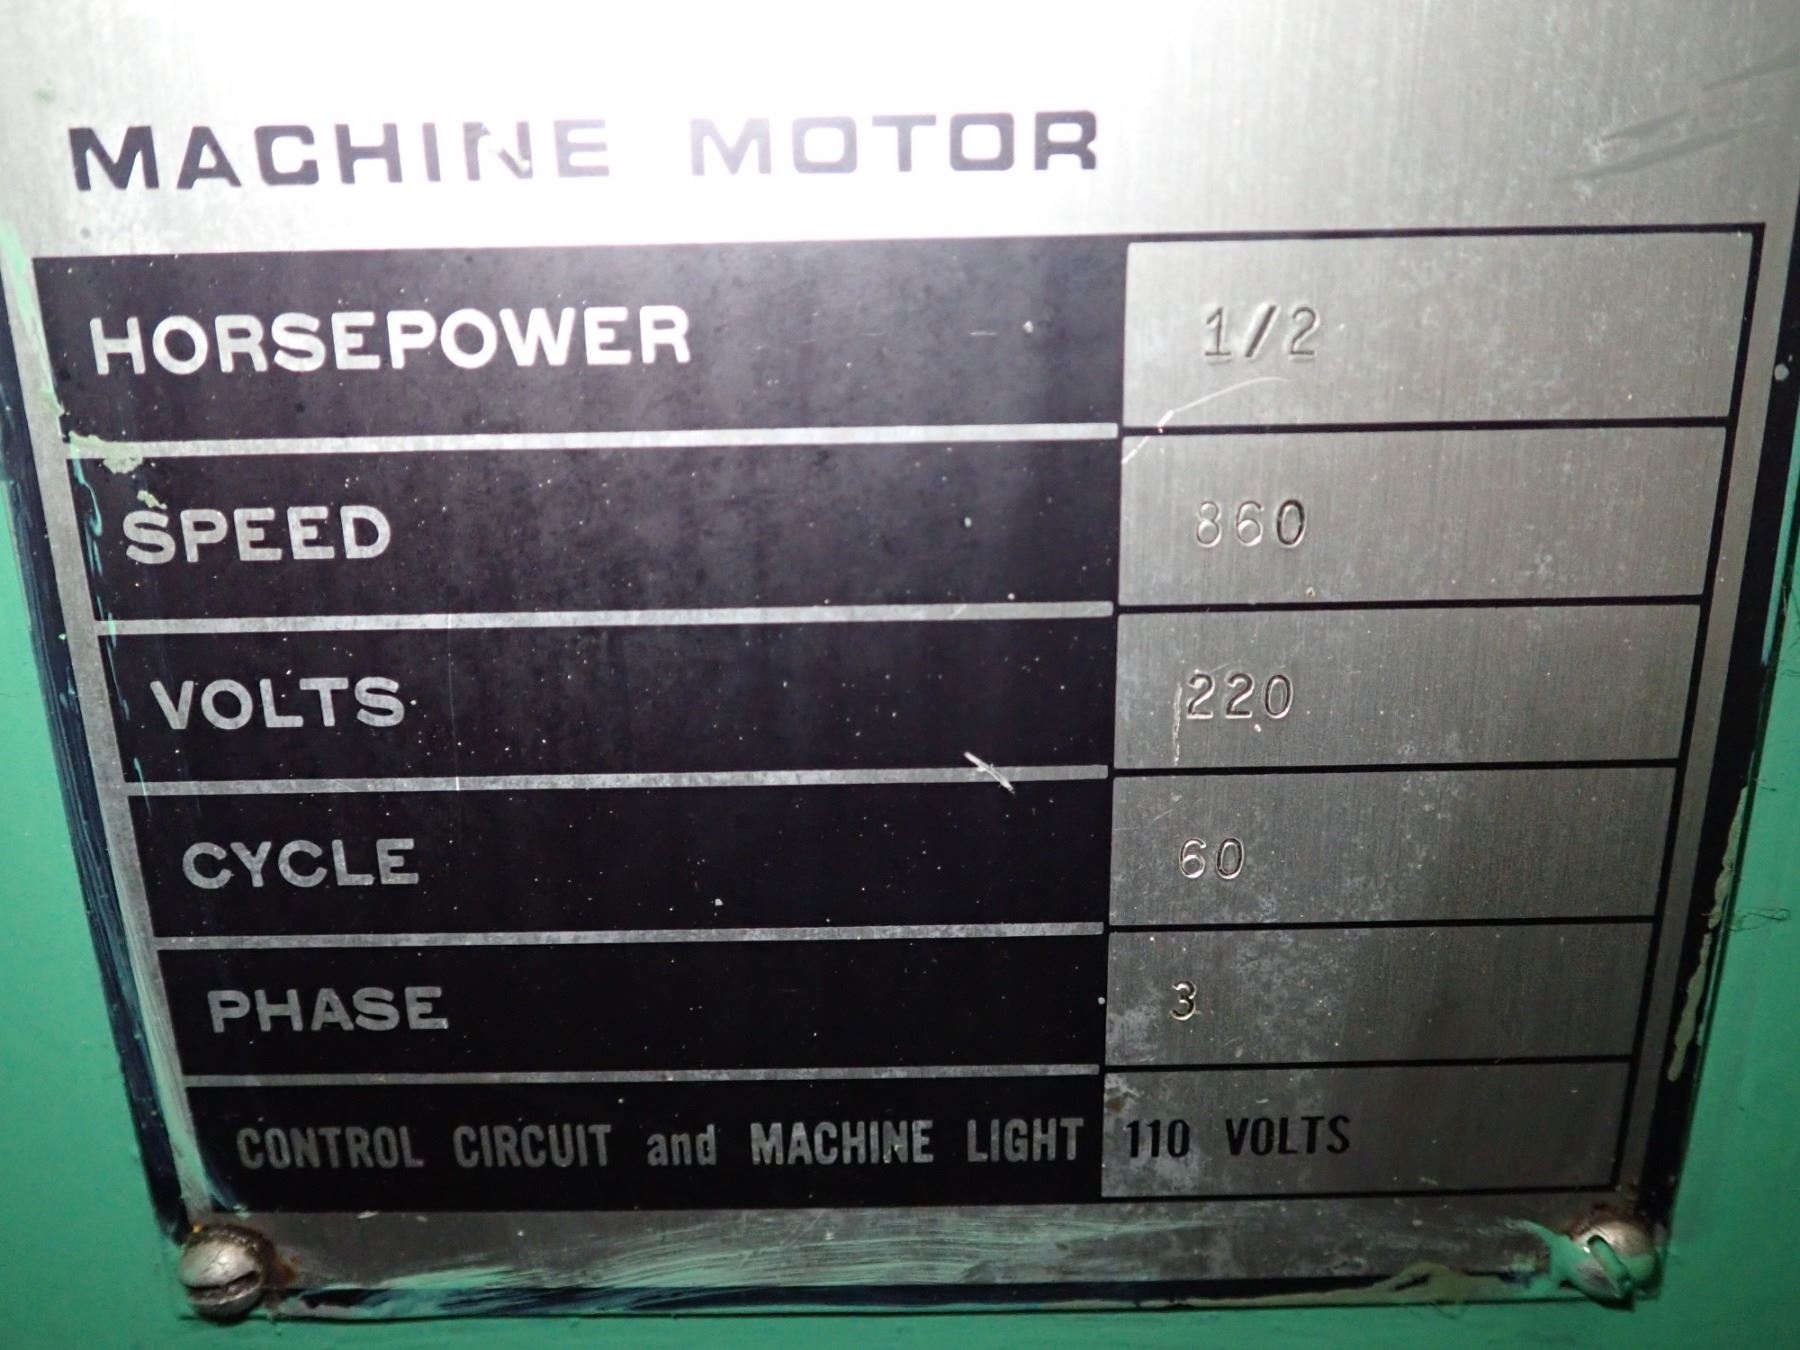 MACHINE MOTOR
HORSEPOWER 1/2
SPEED 860
VOLTS 220
CYCLE 60
PHASE 3
CONTROL CIRCUIT and MACHINE LIGHT 110 VOLTS